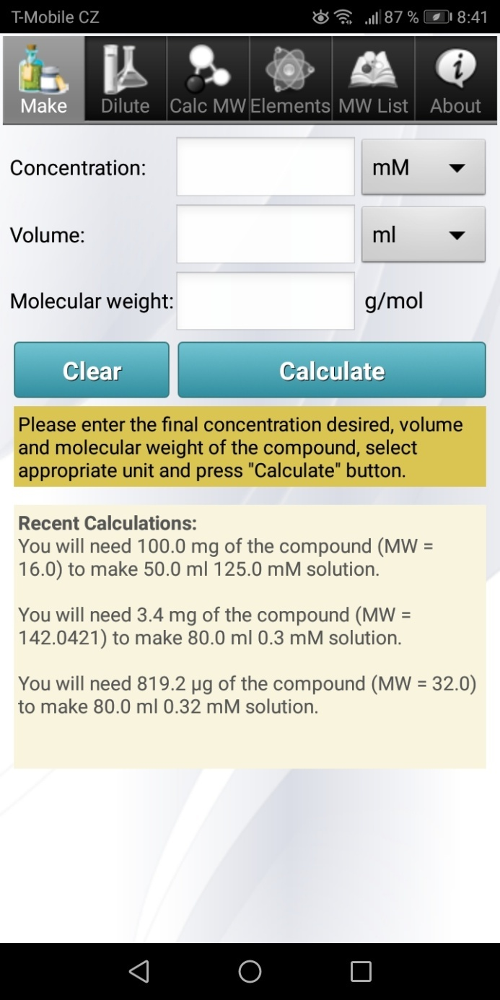 T-Mobile CZ 87 % 8:41
Make Dilute Calc MW Elements MW List About
Concentration: mM
Volume: ml
Molecular weight: g/mol
Clear Calculate
Please enter the final concentration desired, volume
and molecular weight of the compound, select
appropriate unit and press "Calculate" button.
Recent Calculations:
You will need 100.0 mg of the compound (MW =
16.0) to make 50.0 ml 125.0 mM solution.
You will need 3.4 mg of the compound (MW =
142.0421) to make 80.0 ml 0.3 mM solution.
You will need 819.2 µg of the compound (MW = 32.0)
to make 80.0 ml 0.32 mM solution.